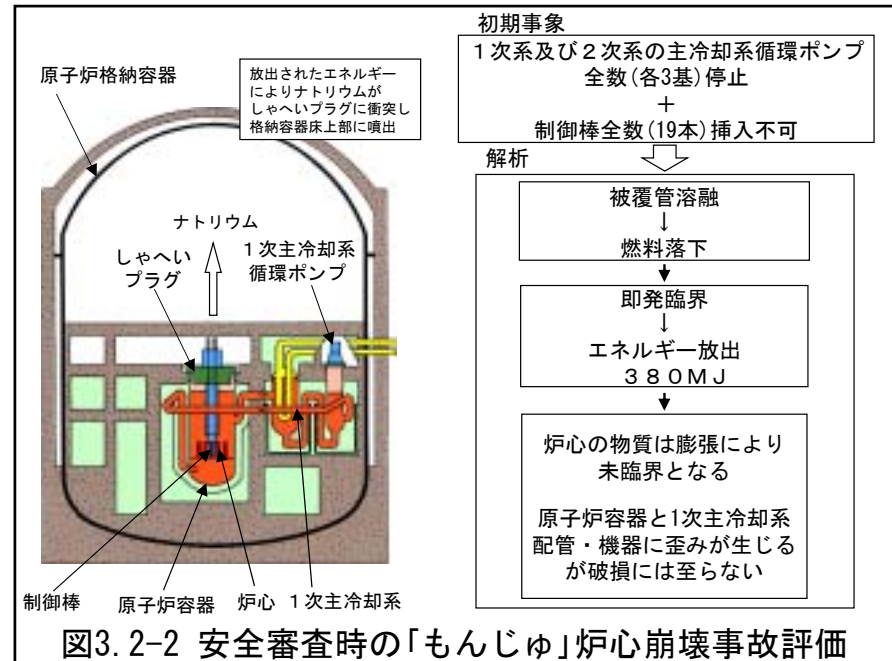 原子炉格納容器
放出されたエネルギー
によりナトリウムが
しゃへいプラグに衝突し
格納容器床上部に噴出
ナトリウム
しゃへい
プラグ
1次主冷却系
循環ポンプ
制御棒
原子炉容器
炉心
1次主冷却系
初期事象
1次系及び2次系の主冷却系循環ポンプ
全数(各3基)停止
+
制御棒全数(19本)挿入不可
解析
被覆管溶融
↓
燃料落下
即発臨界
↓
エネルギー放出
380MJ
炉心の物質は膨張により
未臨界となる
原子炉容器と1次主冷却系
配管・機器に歪みが生じる
が破損には至らない
図3.2-2 安全審査時の「もんじゅ」炉心崩壊事故評価